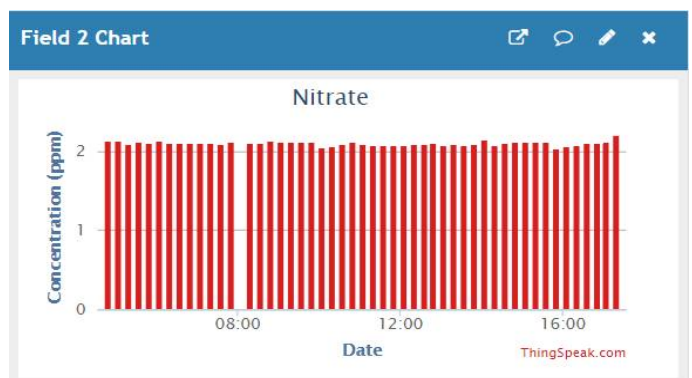 Field 2 Chart
Nitrate
Concentration (ppm)
2
1
0
08:00
12:00
16:00
Date
ThingSpeak.com